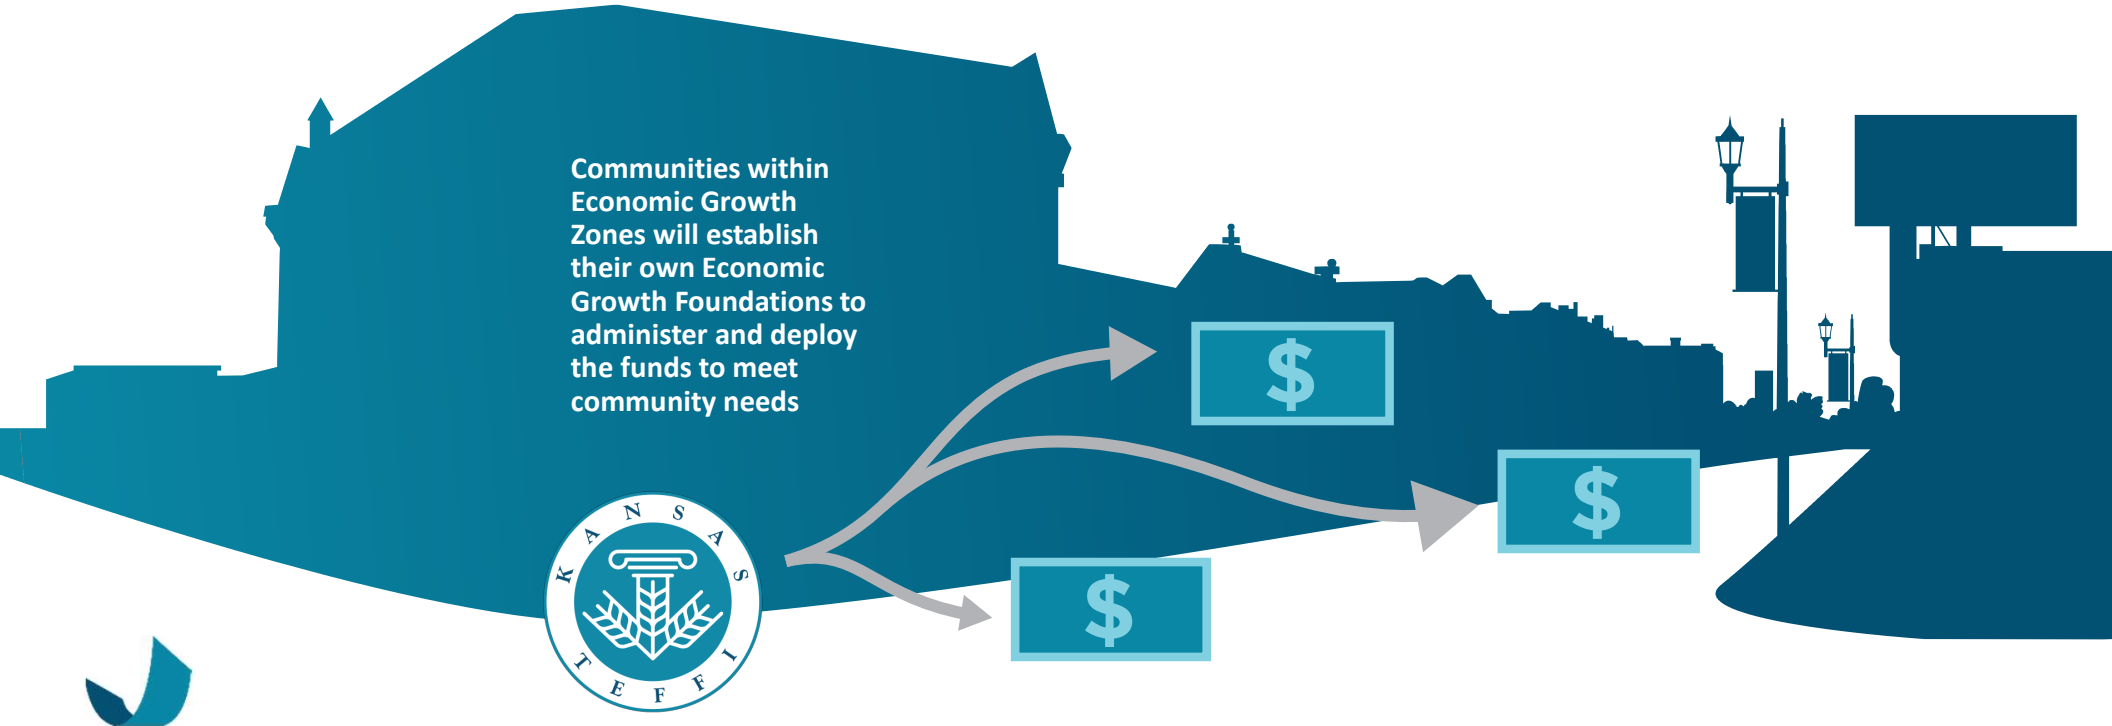 Communities within
Economic Growth
Zones will establish
their own Economic
Growth Foundations to
administer and deploy
the funds to meet
community needs
$
$
$
KANSAS
TEFFI